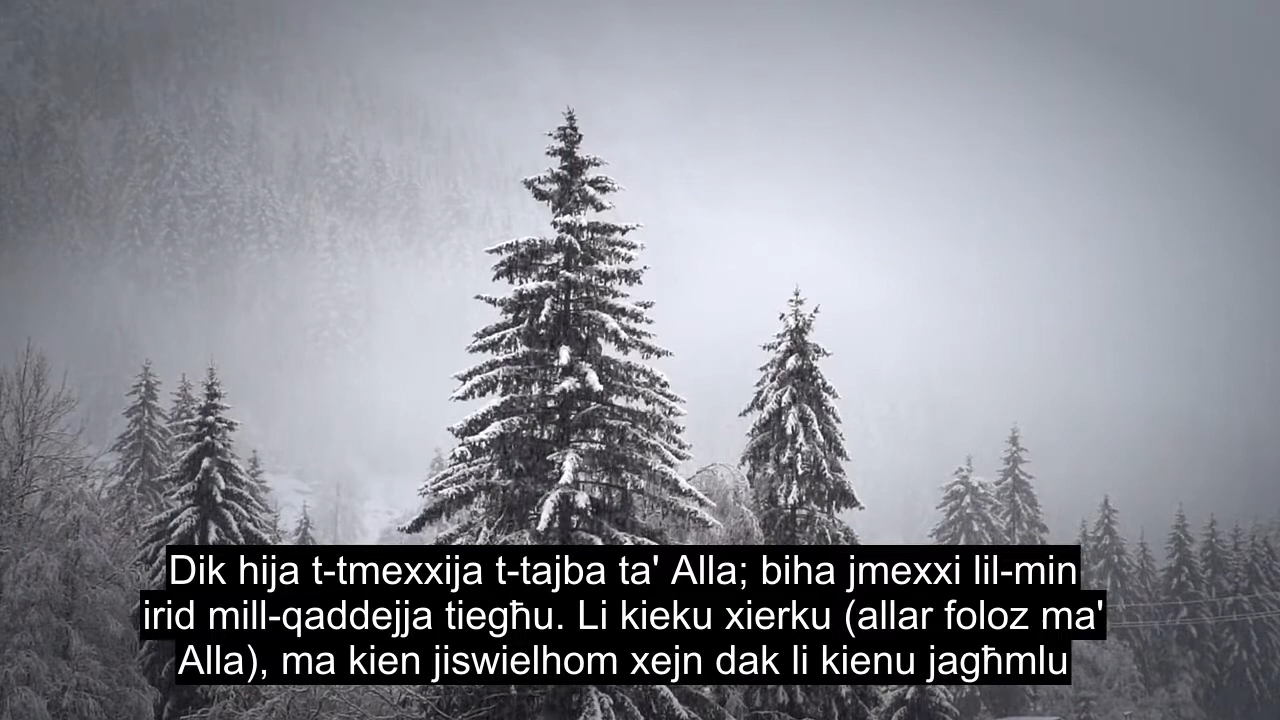 Dik hija t-tmexxija t-tajba ta' Alla; biha jmexxi lil-min
irid mill-qaddejja tiegħu. Li kieku xierku (allar foloz ma'
Alla), ma kien jiswielhom xejn dak li kienu jagħmlu